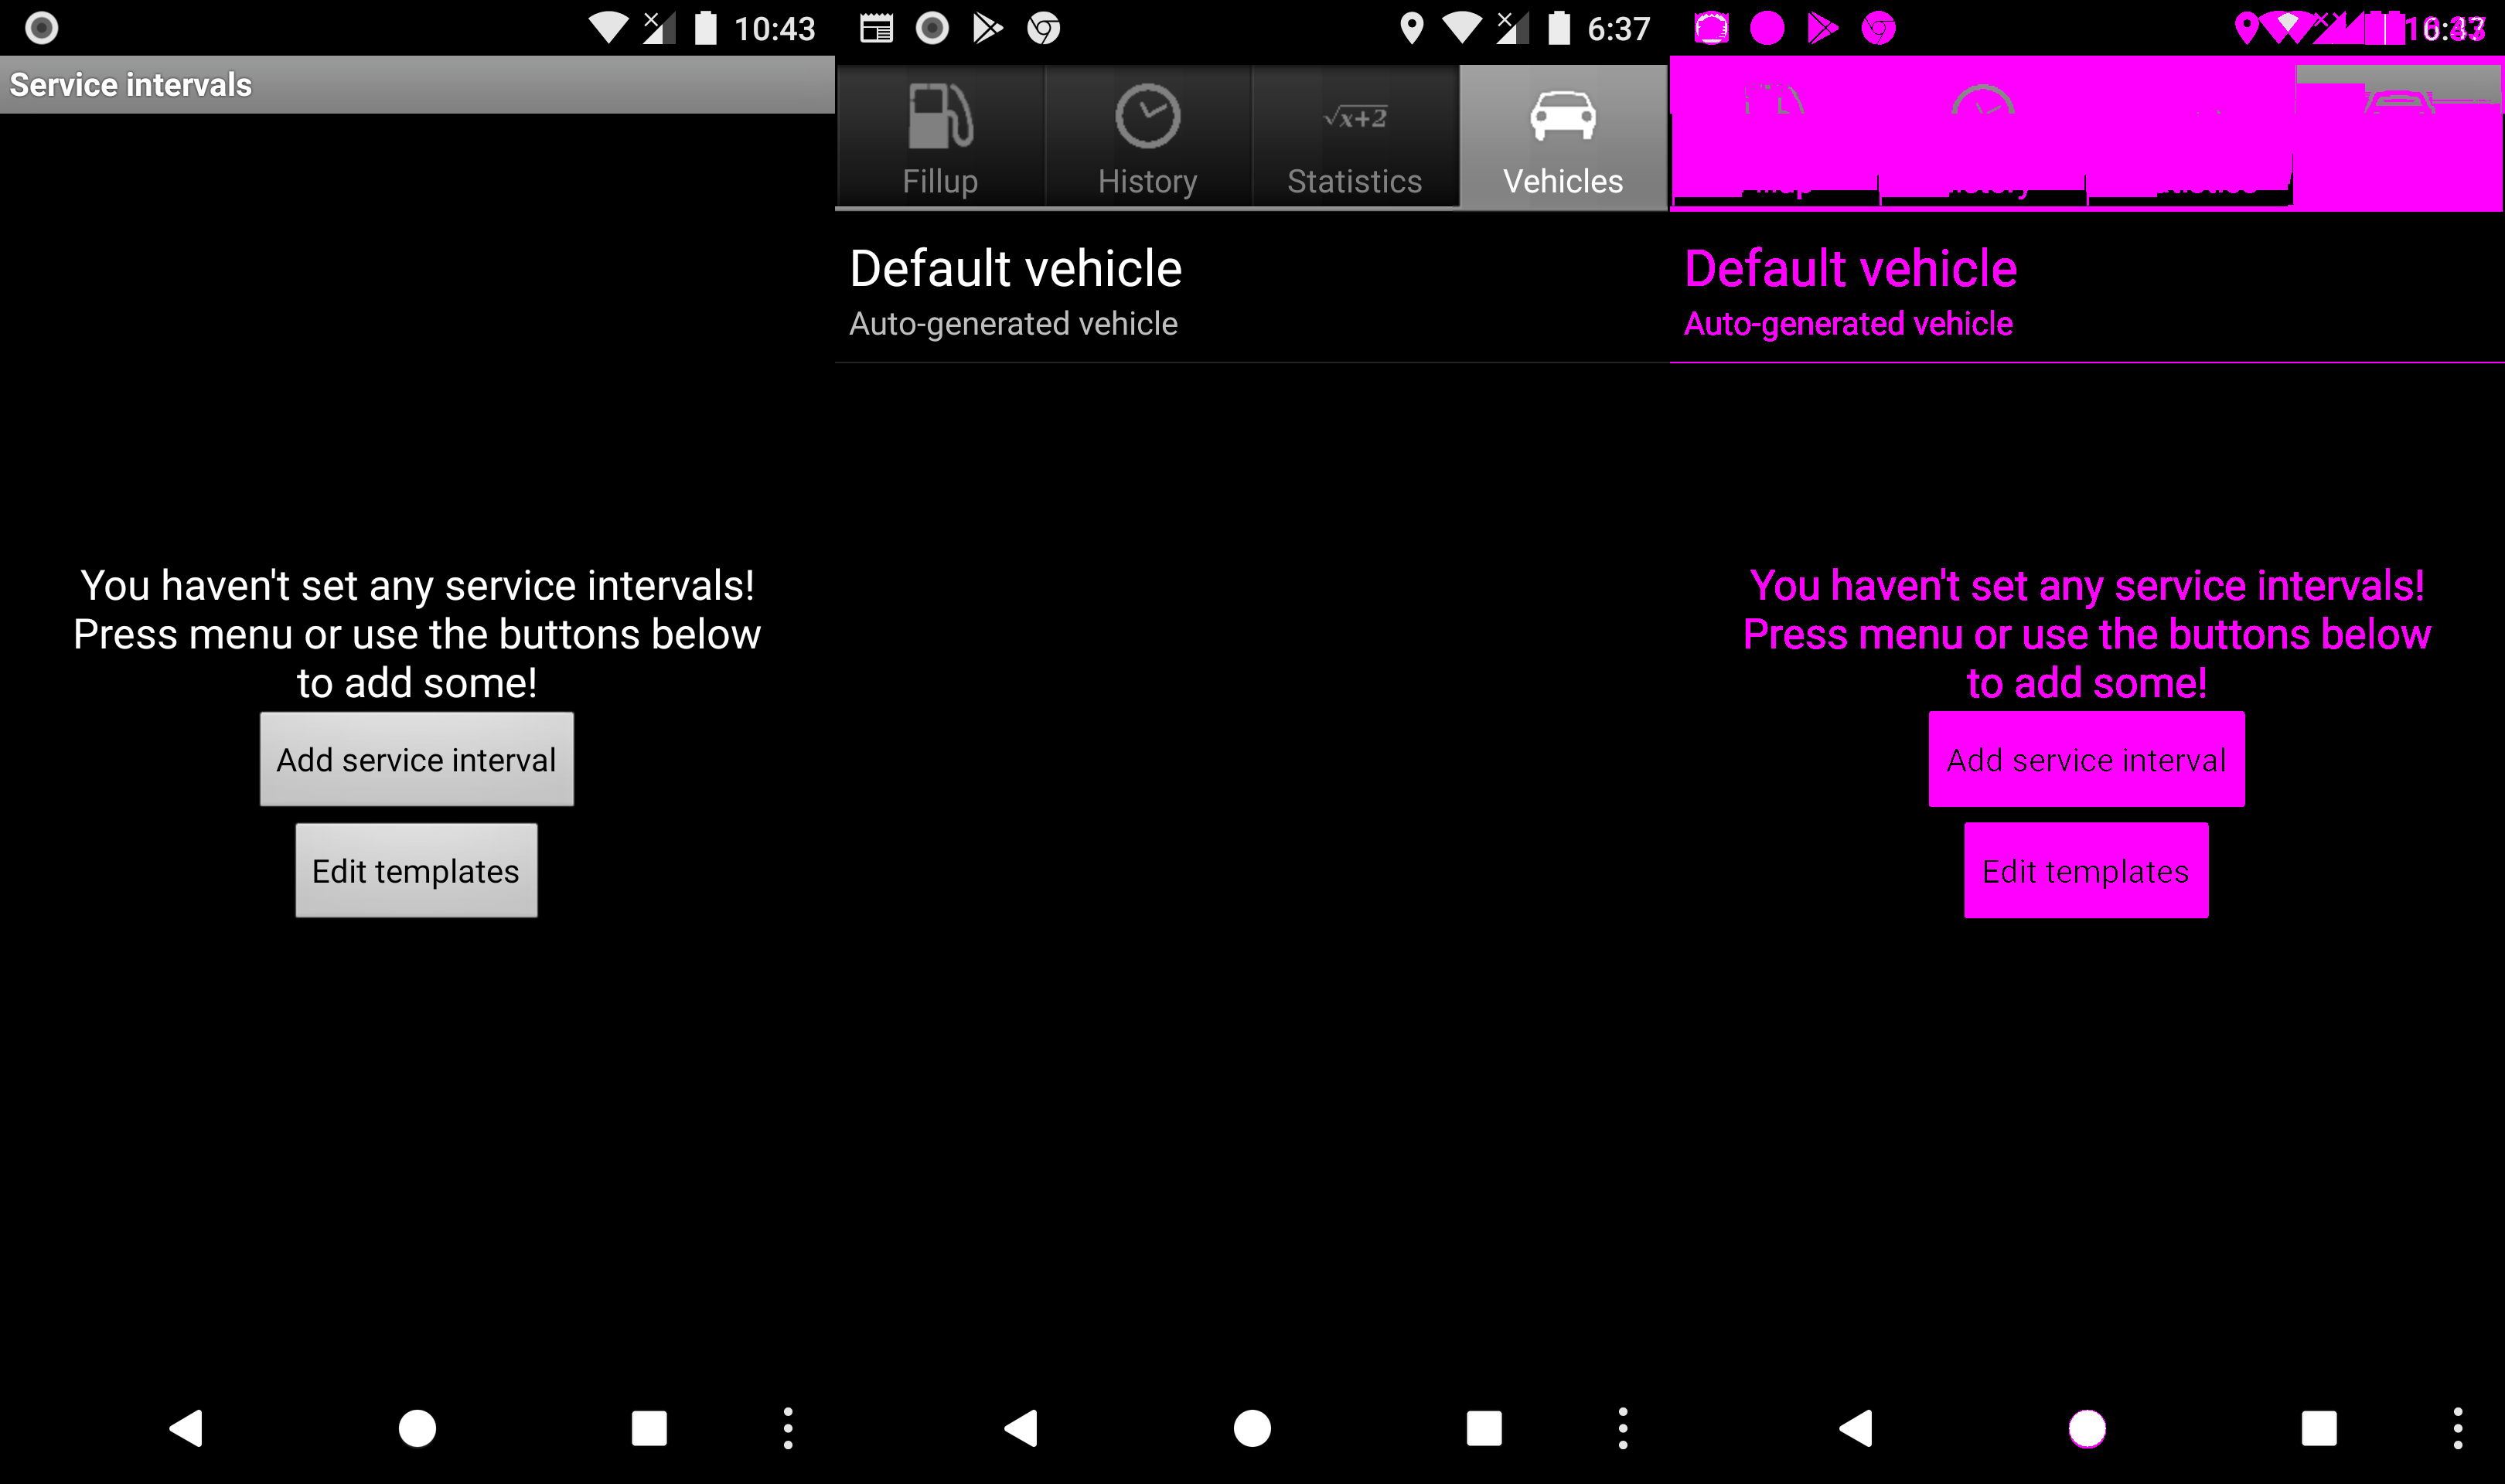 10:43
Service intervals
You haven't set any service intervals!
Press menu or use the buttons below
to add some!
Add service interval
Edit templates
6:37
Fillup
History
√x+2
Statistics
Vehicles
Default vehicle
Auto-generated vehicle
Default vehicle
Auto-generated vehicle
You haven't set any service intervals!
Press menu or use the buttons below
to add some!
Add service interval
Edit templates